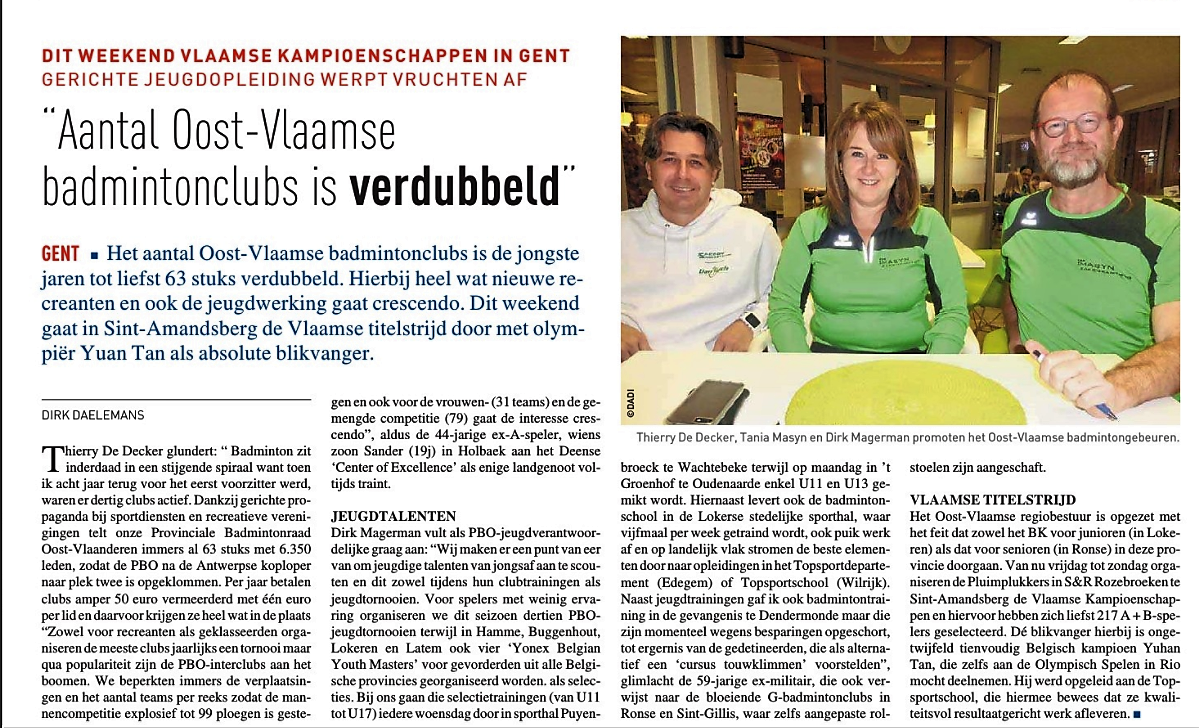 DIT WEEKEND VLAAMSE KAMPIOENSCHAPPEN IN GENT
GERICHTE JEUGDOPLEIDING WERPT VRUCHTEN AF
“Aantal Oost-Vlaamse
badmintonclubs is verdubbeld”
GENT ▪ Het aantal Oost-Vlaamse badmintonclubs is de jongste
jaren tot liefst 63 stuks verdubbeld. Hierbij heel wat nieuwe re-
creanten en ook de jeugdwerking gaat crescendo. Dit weekend
gaat in Sint-Amandsberg de Vlaamse titelstrijd door met olym-
piër Yuan Tan als absolute blikvanger.
DIRK DAELEMANS
Thierry De Decker glundert: “ Badminton zit
inderdaad in een stijgende spiraal want toen
ik acht jaar terug voor het eerst voorzitter werd,
waren er dertig clubs actief. Dankzij gerichte pro-
paganda bij sportdiensten en recreatieve vereni-
gingen telt onze Provinciale Badmintonraad
Oost-Vlaanderen immers al 63 stuks met 6.350
leden, zodat de PBO na de Antwerpse koploper
naar plek twee is opgeklommen. Per jaar betalen
clubs amper 50 euro vermeerderd met één euro
per lid en daarvoor krijgen ze heel wat in de plaats
“Zowel voor recreanten als geklasseerden orga-
niseren de meeste clubs jaarlijks een tornooi maar
qua populariteit zijn de PBO-interclubs aan het
boomen. We beperkten immers de verplaatsin-
gen en het aantal teams per reeks zodat de man-
nencompetitie explosief tot 99 ploegen is geste-
gen en ook voor de vrouwen- (31 teams) en de ge-
mengde competitie (79) gaat de interesse cres-
cendo”, aldus de 44-jarige ex-A-speler, wiens
zoon Sander (19j) in Holbaek aan het Deense
‘Center of Excellence’ als enige landgenoot vol-
tijds traint.
JEUGDTALENTEN
Dirk Magerman vult als PBO-jeugdverantwoor-
delijke graag aan: “Wij maken er een punt van eer
van om jeugdige talenten van jongsaf aan te scou-
ten en dit zowel tijdens hun clubtrainingen als
jeugdtornooien. Voor spelers met weinig erva-
ring organiseren we dit seizoen dertien PBO-
jeugdtornooien terwijl in Hamme, Buggenhout,
Lokeren en Latem ook vier ‘Yonex Belgian
Youth Masters’ voor gevorderden uit alle Belgi-
sche provincies georganiseerd worden. als selec-
ties. Bij ons gaan die selectietrainingen (van U11
tot U17) iedere woensdag door in sporthal Puyen-
©DADI
Thierry De Decker, Tania Masyn en Dirk Magerman promoten het Oost-Vlaamse badmintongebeuren.
broeck te Wachtebeke terwijl op maandag in ’t
Groenhof te Oudenaarde enkel U11 en U13 ge-
mikt wordt. Hiernaast levert ook de badminton-
school in de Lokerse stedelijke sporthal, waar
vijfmaal per week getraind wordt, ook puik werk
af en op landelijk vlak stromen de beste elemen-
ten door naar opleidingen in het Topsportdeparte-
ment (Edegem) of Topsportschool (Wilrijk).
Naast jeugdtrainingen gaf ik ook badmintontrai-
ning in de gevangenis te Dendermonde maar die
zijn momenteel wegens besparingen opgeschort,
tot ergernis van de gedetineerden, die als alterna-
tief een ‘cursus touwklimmen’ voorstelden”,
glimlacht de 59-jarige ex-militair, die ook ver-
wijst naar de bloeiende G-badmintonclubs in
Ronse en Sint-Gillis, waar zelfs aangepaste rol-
stoelen zijn aangeschaft.
VLAAMSE TITELSTRIJD
Het Oost-Vlaamse regiobestuur is opgezet met
het feit dat zowel het BK voor junioren (in Loke-
ren) als dat voor senioren (in Ronse) in deze pro-
vincie doorgaan. Van nu vrijdag tot zondag orga-
niseren de Pluimplukkers in S&R Rozebroeken te
Sint-Amandsberg de Vlaamse Kampioenschap-
pen en hiervoor hebben zich liefst 217 A + B-spe-
lers geselecteerd. Dé blikvanger hierbij is onge-
twijfeld tienvoudig Belgisch kampioen Yuhan
Tan, die zelfs aan de Olympisch Spelen in Rio
mocht deelnemen. Hij werd opgeleid aan de Top-
sportschool, die hiermee bewees dat ze kwali-
teitsvol resultaatgericht werk afleveren. ▪
MASYN
MASYN